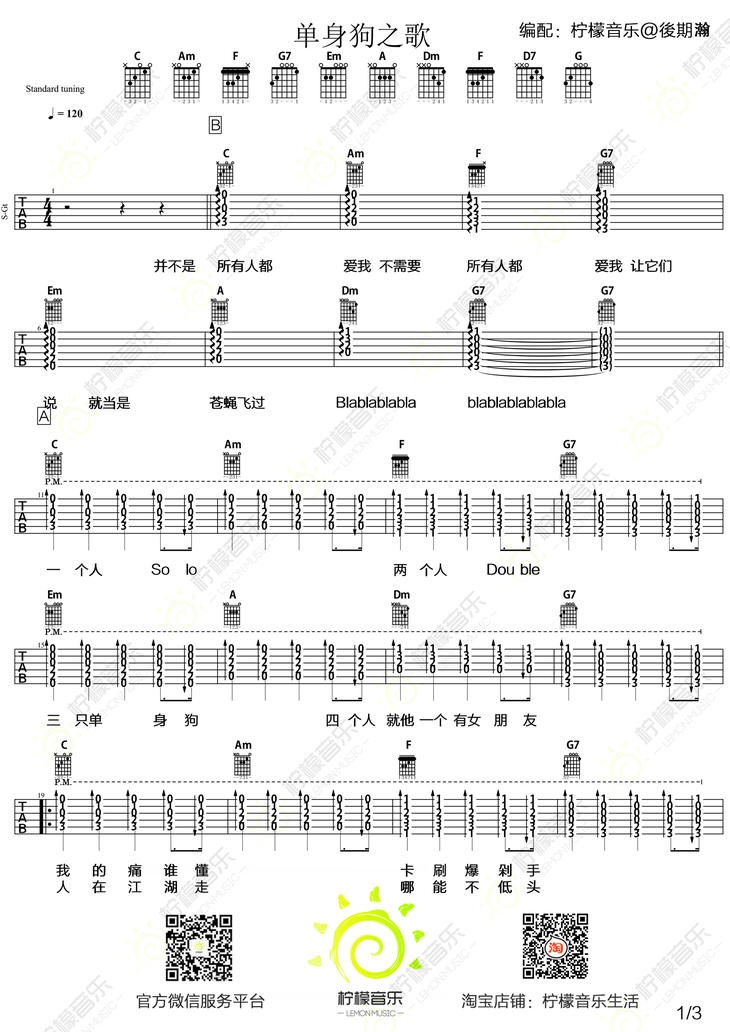 单身狗之歌
编配：柠檬音乐@後期瀚
C Am F G7 Em A Dm F D7 G
Standard tuning
♩ = 120
B
C Am F G7
S-Gt
TAB 4/4
并不是 所有人都 爱我 不需要 所有人都 爱我 让它们
Em A Dm G7 G7
说 就当是 苍蝇飞过 Blablablabla blablablablabla
A
C Am F G7
P.M.
一 个人 So lo 两 个人 Dou ble
Em A Dm G7
P.M.
三 只单 身 狗 四 个人 就他 一个 有女 朋 友
C Am F G7
P.M.
我 的 痛 谁 懂 卡 刷 爆 剁 手
人 在 江 湖 走 哪 能 不 低 头
官方微信服务平台
柠檬音乐
—LEMONMUSIC—
淘
淘宝店铺：柠檬音乐生活
1/3